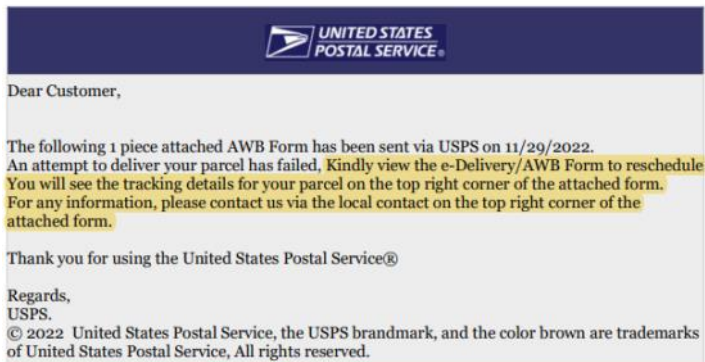 UNITED STATES
POSTAL SERVICE®
Dear Customer,
The following 1 piece attached AWB Form has been sent via USPS on 11/29/2022.
An attempt to deliver your parcel has failed, Kindly view the e-Delivery/AWB Form to reschedule
You will see the tracking details for your parcel on the top right corner of the attached form.
For any information, please contact us via the local contact on the top right corner of the
attached form.
Thank you for using the United States Postal Service®
Regards,
USPS.
© 2022  United States Postal Service, the USPS brandmark, and the color brown are trademarks
of United States Postal Service, All rights reserved.